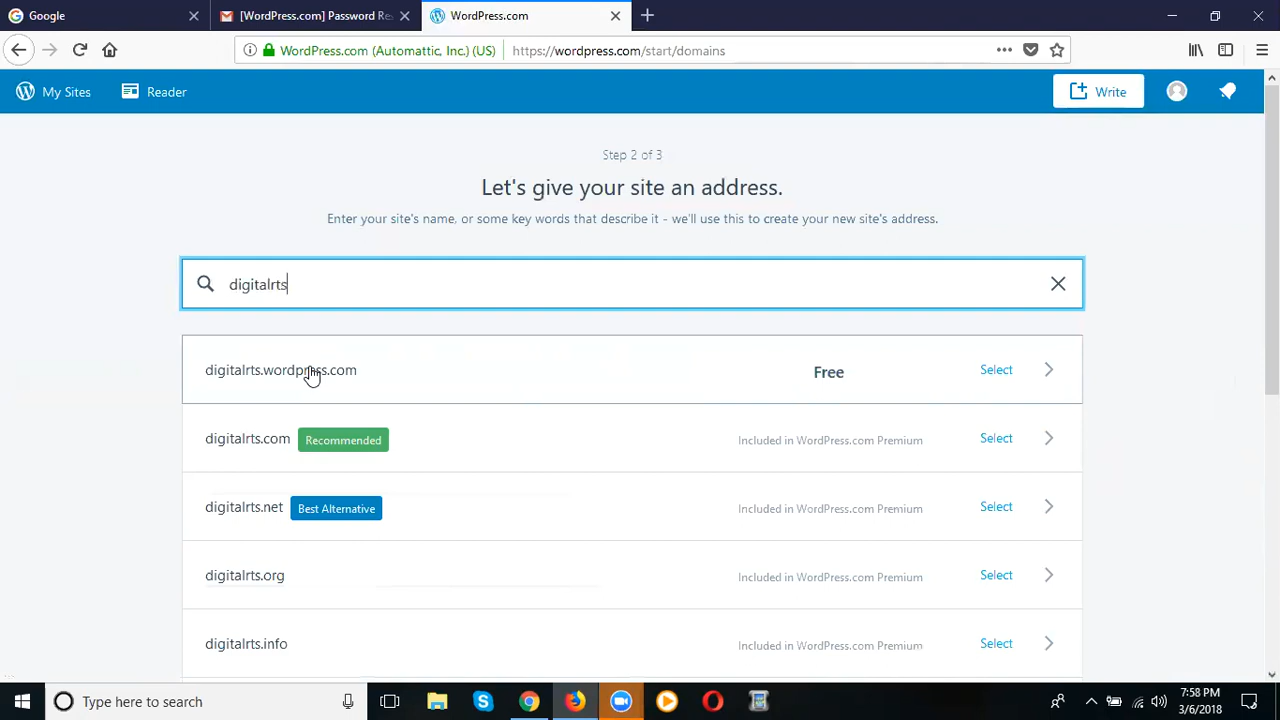 Google
[WordPress.com] Password Re
WordPress.com
WordPress.com (Automattic, Inc.) (US)
https://wordpress.com/start/domains
My Sites
Reader
Write
Step 2 of 3
Let's give your site an address.
Enter your site's name, or some key words that describe it - we'll use this to create your new site's address.
digitalrts
digitalrts.wordpress.com
Free
Select
digitalrts.com
Recommended
Included in WordPress.com Premium
Select
digitalrts.net
Best Alternative
Included in WordPress.com Premium
Select
digitalrts.org
Included in WordPress.com Premium
Select
digitalrts.info
Included in WordPress.com Premium
Select
Type here to search
7:58 PM
3/6/2018